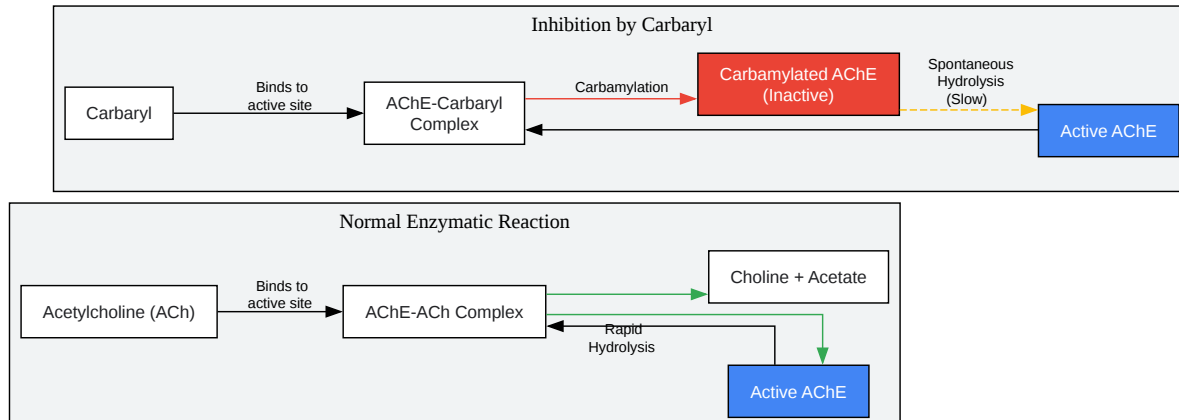 Inhibition by Carbaryl
Carbaryl
Binds to
active site
AChE-Carbaryl
Complex
Carbamylation
Carbamylated AChE
(Inactive)
Spontaneous
Hydrolysis
(Slow)
Active AChE
Normal Enzymatic Reaction
Acetylcholine (ACh)
Binds to
active site
AChE-ACh Complex
Rapid
Hydrolysis
Choline + Acetate
Active AChE